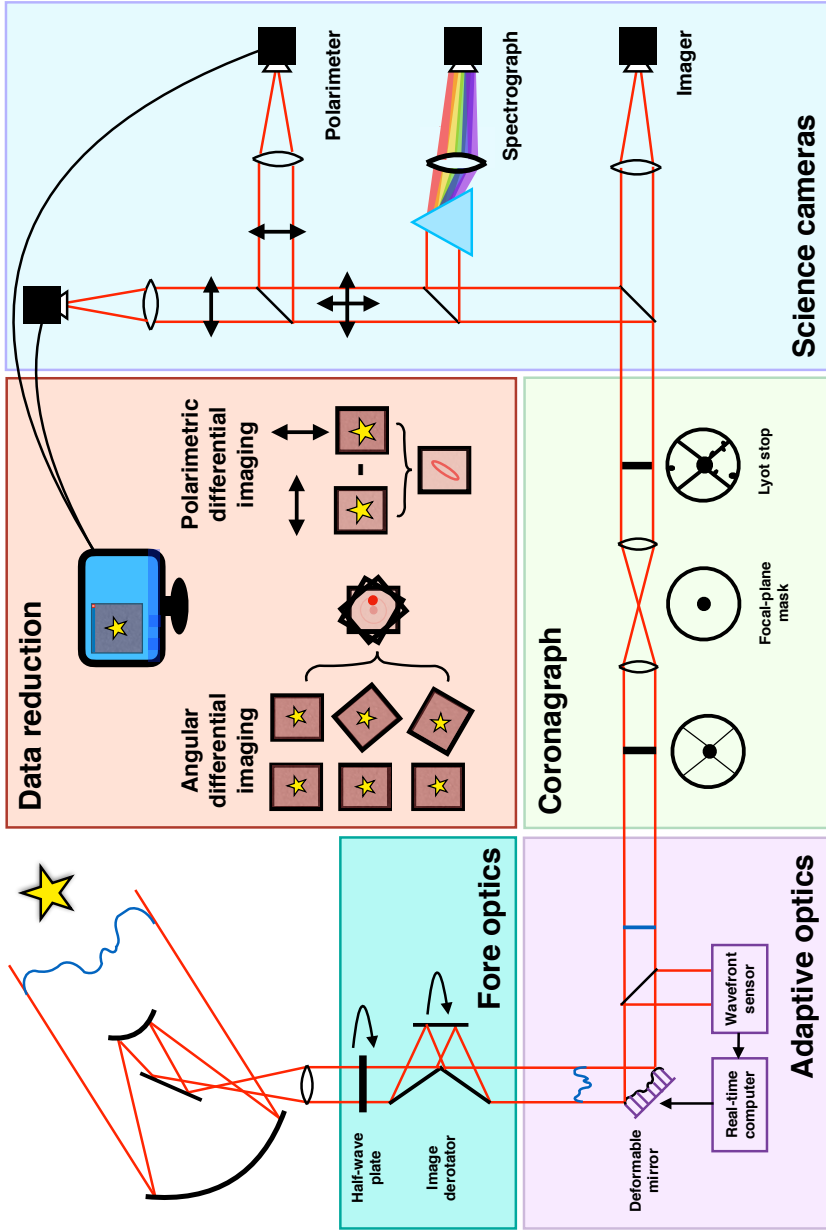 Half-wave
plate
Image
derotator
Fore optics
Deformable
mirror
Real-time
computer
Wavefront
sensor
Adaptive optics
Coronagraph
Focal-plane
mask
Lyot stop
Data reduction
Angular
differential
imaging
Polarimetric
differential
imaging
Polarimeter
Spectrograph
Imager
Science cameras